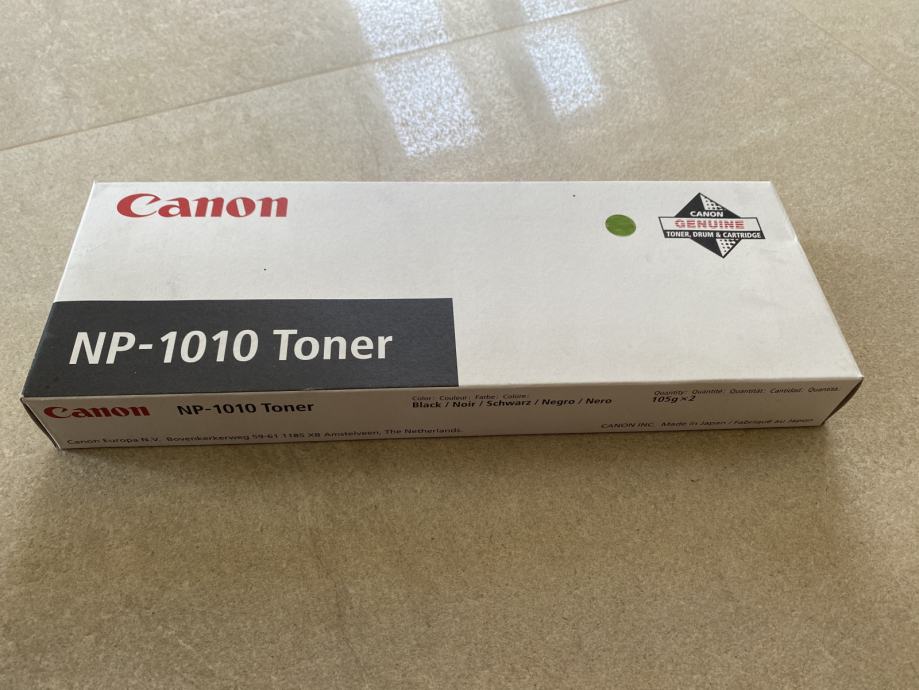 Canon
CANON
GENUINE
TONER, DRUM & CARTRIDGE
NP-1010 Toner
Canon
NP-1010 Toner
Color: Couleur: Farbe: Colore:
Black / Noir / Schwarz / Negro / Nero
Quantity: Quantité: Quantität: Cantidad: Quantità:
105g×2
Canon Europa N.V. Bovenkerkerweg 59-61 1185 XB Amstelveen, The Netherlands.
CANON INC. Made in Japan / Fabriqué au Japon